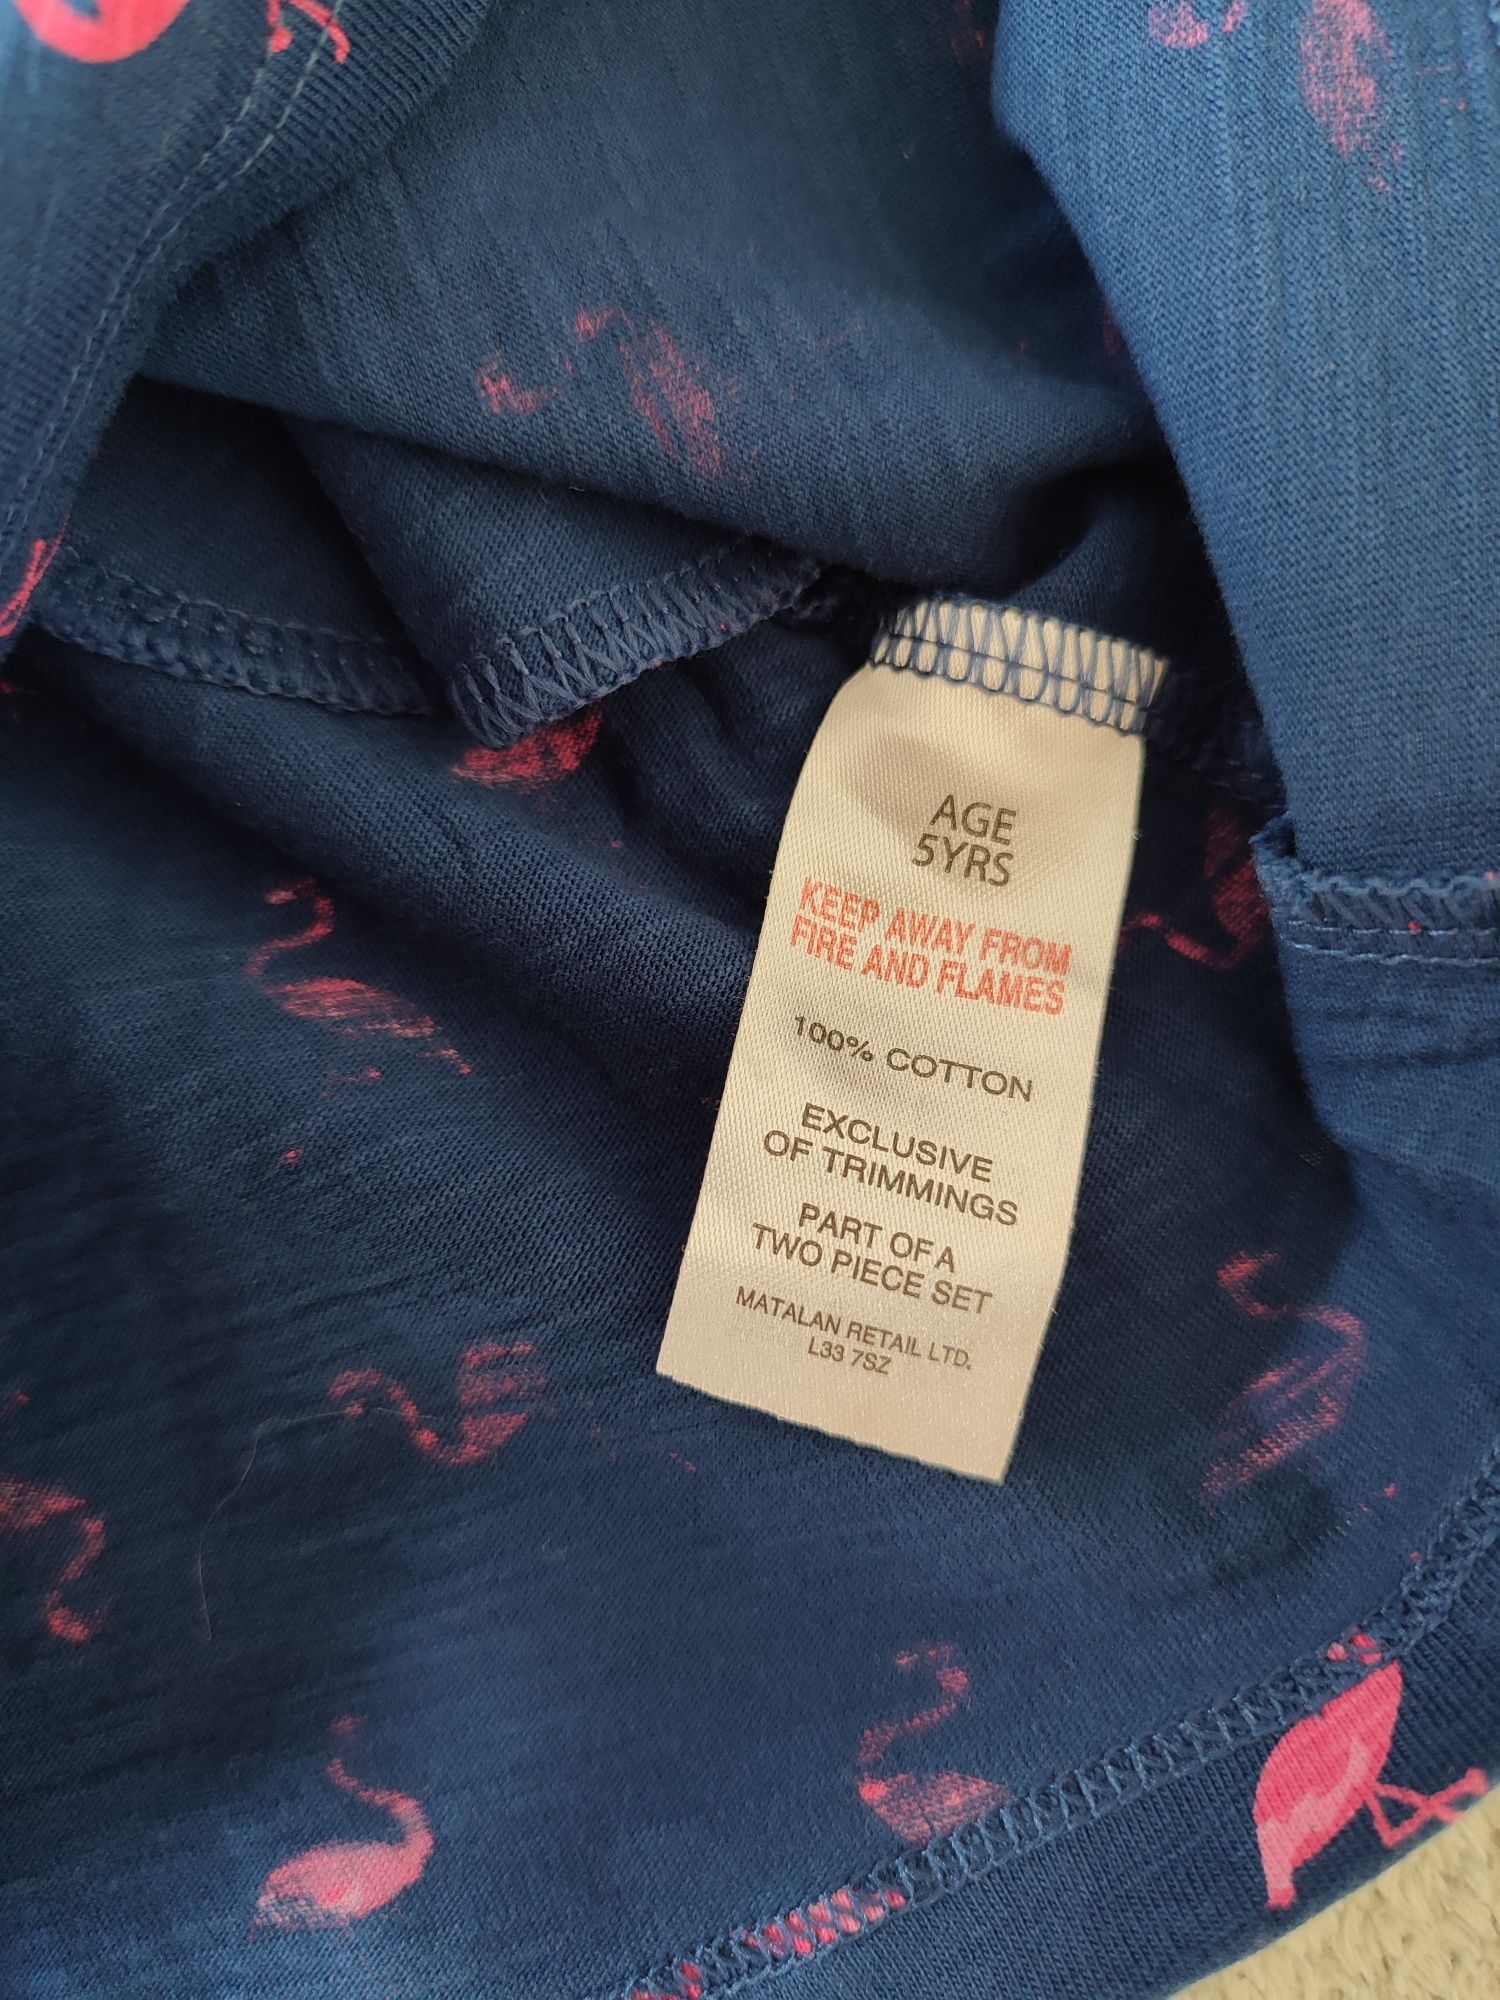 AGE
5YRS
KEEP AWAY FROM
FIRE AND FLAMES
100% COTTON
EXCLUSIVE
OF TRIMMINGS
PART OF A
TWO PIECE SET
MATALAN RETAIL LTD.
L33 7SZ